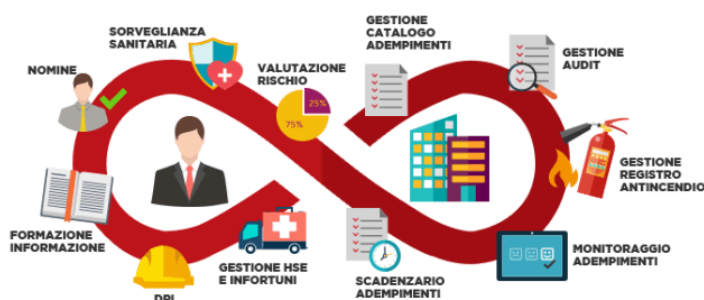 SORVEGLIANZA
SANITARIA
NOMINE
VALUTAZIONE
RISCHIO
25%
75%
GESTIONE
CATALOGO
ADEMPIMENTI
GESTIONE
AUDIT
GESTIONE
REGISTRO
ANTINCENDIO
MONITORAGGIO
ADEMPIMENTI
SCADENZARIO
ADEMPIMENTI
GESTIONE HSE
E INFORTUNI
DPI
FORMAZIONE
INFORMAZIONE